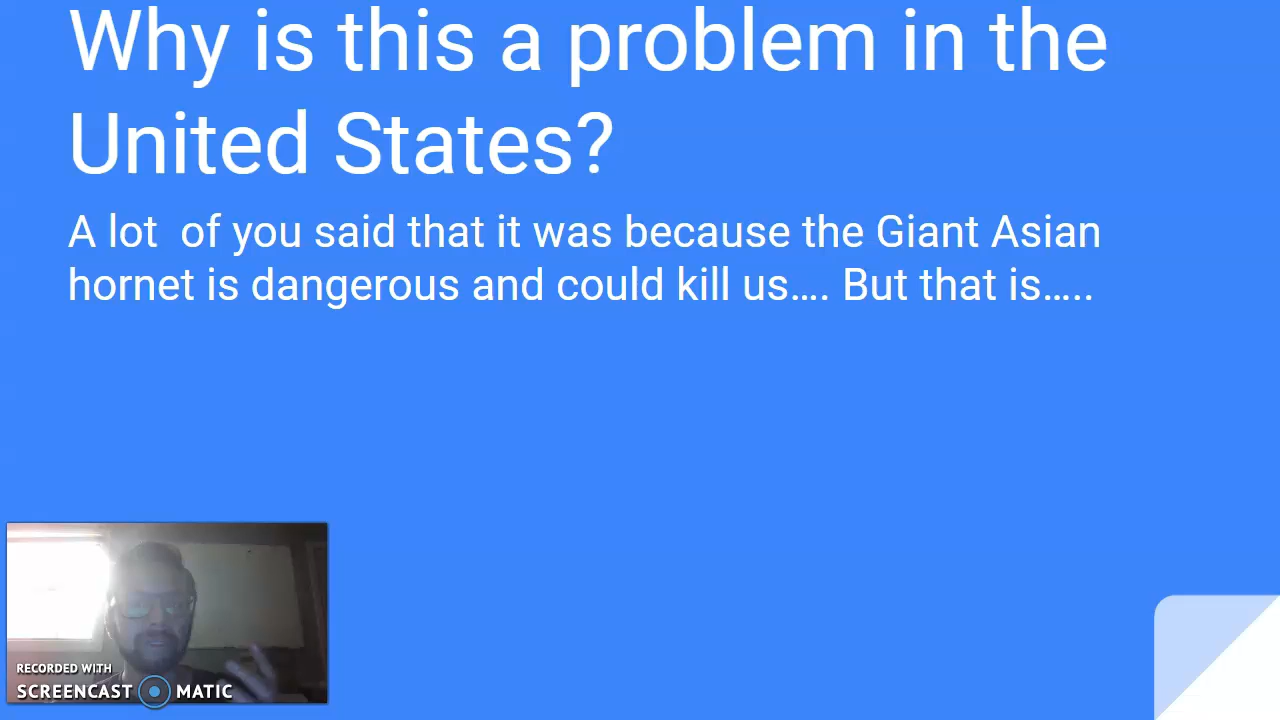 Why is this a problem in the
United States?
A lot  of you said that it was because the Giant Asian
hornet is dangerous and could kill us…. But that is…..
RECORDED WITH
SCREENCAST MATIC